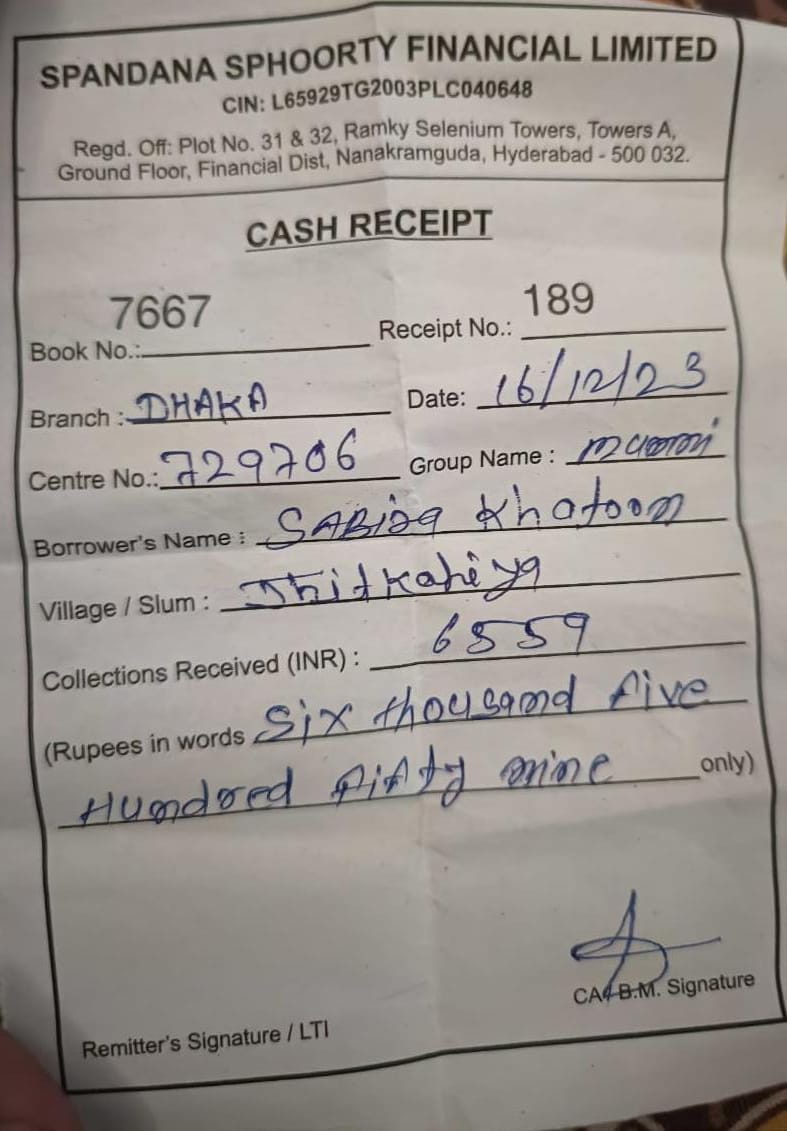 SPANDANA SPHOORTY FINANCIAL LIMITED
CIN: L65929TG2003PLC040648
Regd. Off: Plot No. 31 & 32, Ramky Selenium Towers, Towers A,
Ground Floor, Financial Dist, Nanakramguda, Hyderabad - 500 032.
CASH RECEIPT
Book No.: 7667 Receipt No.: 189
Branch : DHAKA Date: 16/12/23
Centre No.: 729706 Group Name :
Borrower's Name : Khatoon
Village / Slum :
Collections Received (INR) : 6559
(Rupees in words Six thousand five
Hundred fifty nine only)
Remitter's Signature / LTI B.M. Signature